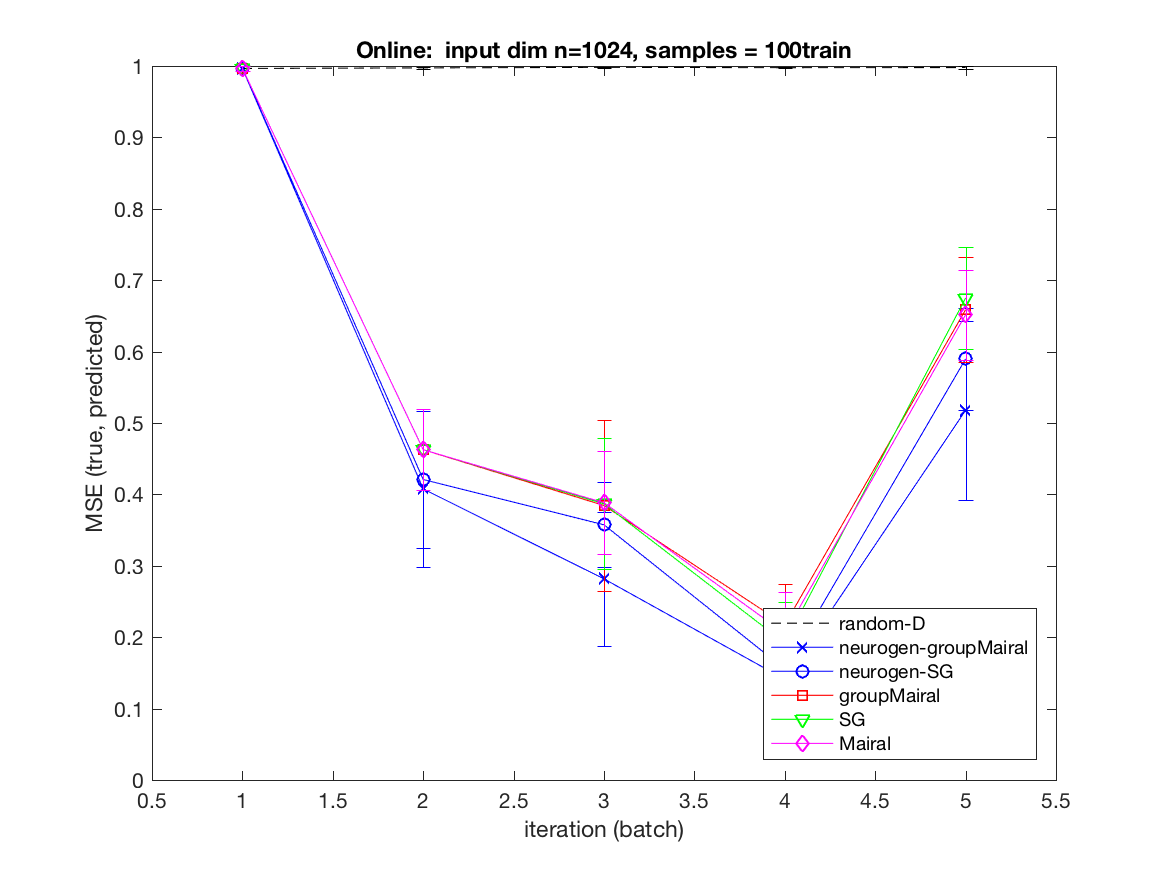 Online:  input dim n=1024, samples = 100train
MSE (true, predicted)
1
0.9
0.8
0.7
0.6
0.5
0.4
0.3
0.2
0.1
0
random-D
neurogen-groupMairal
neurogen-SG
groupMairal
SG
Mairal
0.5 1 1.5 2 2.5 3 3.5 4 4.5 5 5.5
iteration (batch)